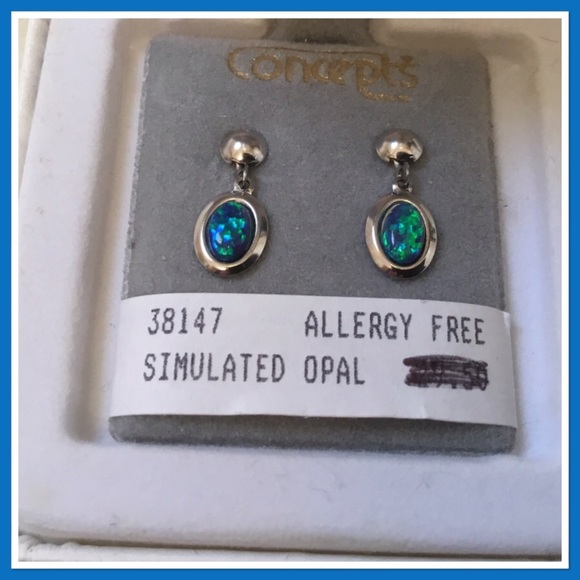 Concepts
38147 ALLERGY FREE
SIMULATED OPAL